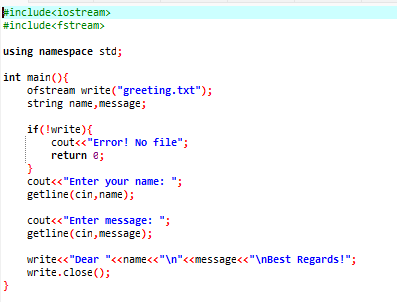 #include<iostream>
#include<fstream>
using namespace std;
int main(){
ofstream write("greeting.txt");
string name,message;
if(!write){
cout<<"Error! No file";
return 0;
}
cout<<"Enter your name: ";
getline(cin,name);
cout<<"Enter message: ";
getline(cin,message);
write<<"Dear "<<name<<"\n"<<message<<"\nBest Regards!";
write.close();
}